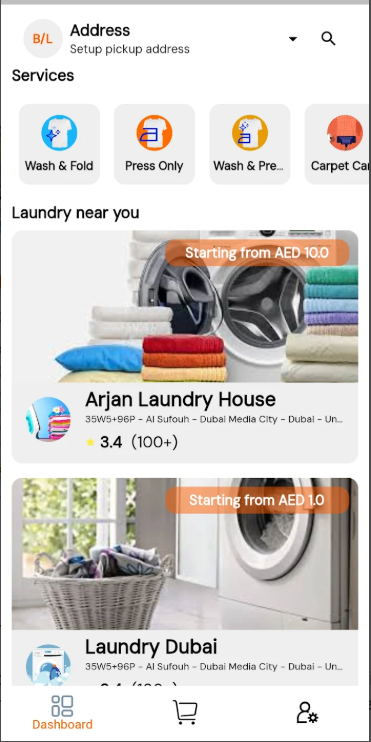 B/L
Address
Setup pickup address
Services
Wash & Fold
Press Only
Wash & Pre...
Carpet Car
Laundry near you
Starting from AED 10.0
Arjan Laundry House
35W5+96P - Al Sufouh - Dubai Media City - Dubai - Un...
3.4 (100+)
Starting from AED 1.0
Laundry Dubai
35W5+96P - Al Sufouh - Dubai Media City - Dubai - Un...
Dashboard